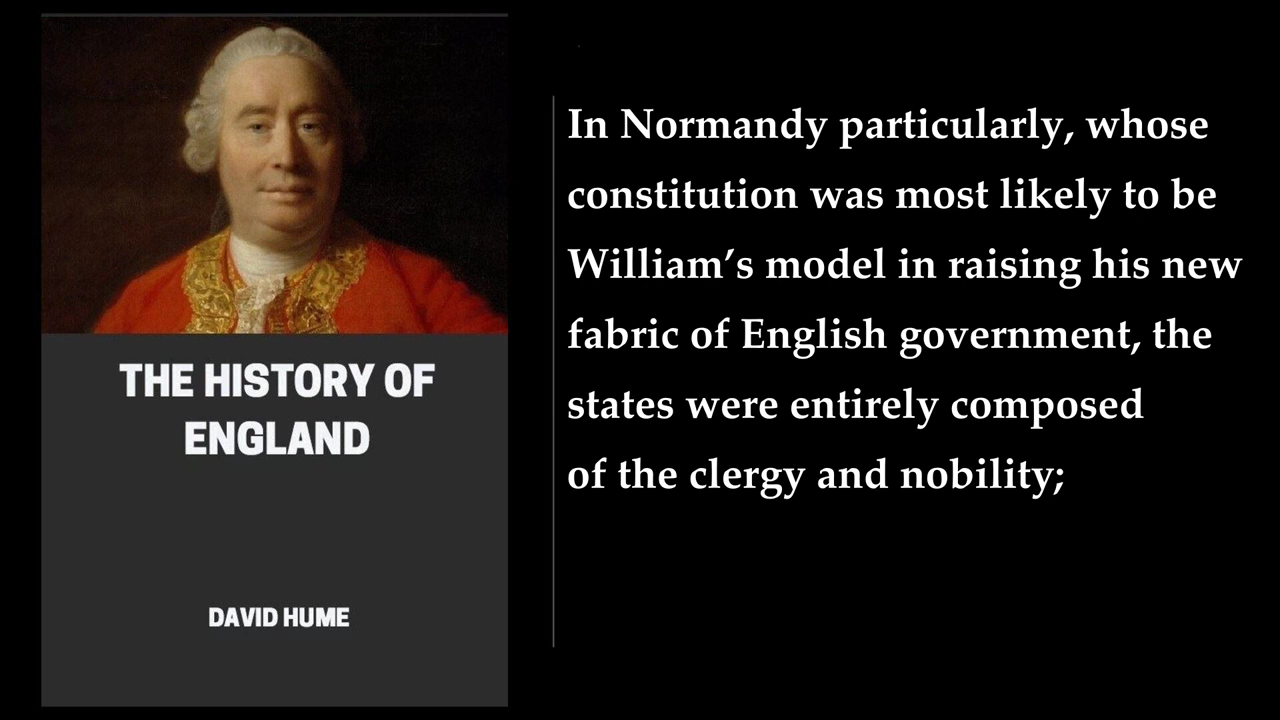 THE HISTORY OF
ENGLAND
DAVID HUME
In Normandy particularly, whose
constitution was most likely to be
William’s model in raising his new
fabric of English government, the
states were entirely composed
of the clergy and nobility;